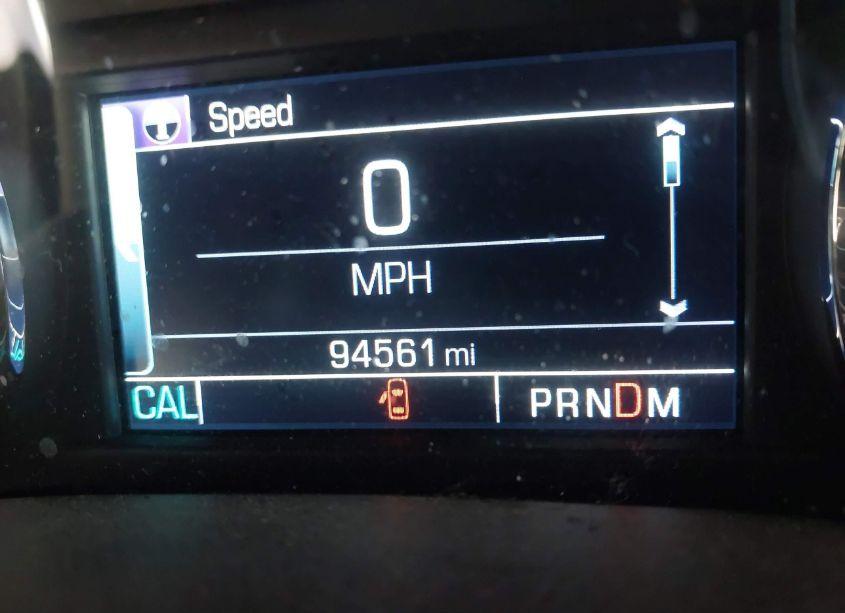 Speed
0
MPH
94561 mi
CAL
PRNDM